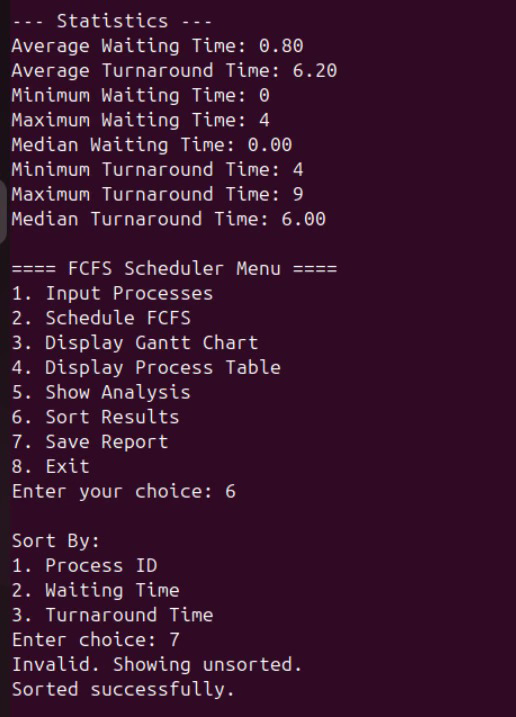 --- Statistics ---
Average Waiting Time: 0.80
Average Turnaround Time: 6.20
Minimum Waiting Time: 0
Maximum Waiting Time: 4
Median Waiting Time: 0.00
Minimum Turnaround Time: 4
Maximum Turnaround Time: 9
Median Turnaround Time: 6.00
==== FCFS Scheduler Menu ====
1. Input Processes
2. Schedule FCFS
3. Display Gantt Chart
4. Display Process Table
5. Show Analysis
6. Sort Results
7. Save Report
8. Exit
Enter your choice: 6
Sort By:
1. Process ID
2. Waiting Time
3. Turnaround Time
Enter choice: 7
Invalid. Showing unsorted.
Sorted successfully.